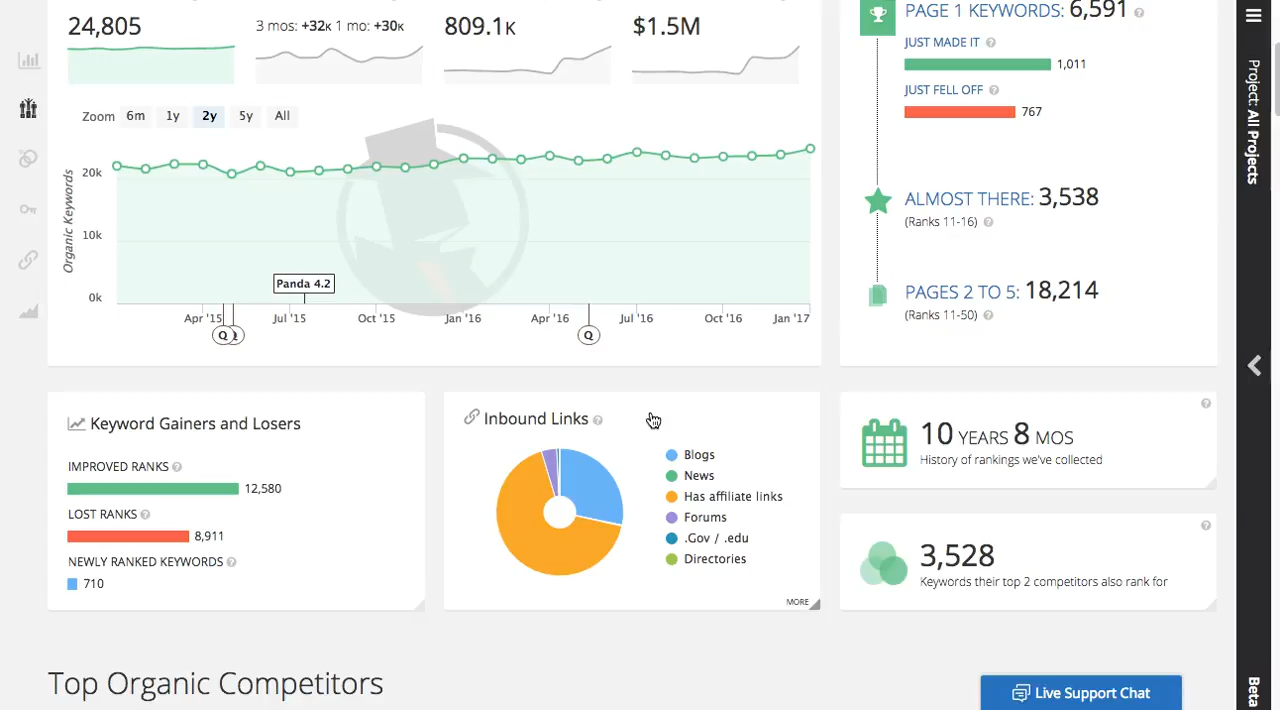 24,805
3 mos: +32K 1 mo: +30K
809.1K
$1.5M
Zoom 6m 1y 2y 5y All
Organic Keywords
20k
10k
0k
Panda 4.2
Apr '15 Jul '15 Oct '15 Jan '16 Apr '16 Jul '16 Oct '16 Jan '17
Q
Q
PAGE 1 KEYWORDS: 6,591 ?
JUST MADE IT ?
1,011
JUST FELL OFF ?
767
ALMOST THERE: 3,538
(Ranks 11-16) ?
PAGES 2 TO 5: 18,214
(Ranks 11-50) ?
Project: All Projects
Keyword Gainers and Losers
IMPROVED RANKS ?
12,580
LOST RANKS ?
8,911
NEWLY RANKED KEYWORDS ?
710
Inbound Links ?
Blogs
News
Has affiliate links
Forums
.Gov / .edu
Directories
MORE
?
10 YEARS 8 MOS
History of rankings we've collected
?
3,528
Keywords their top 2 competitors also rank for
Top Organic Competitors
Live Support Chat
Beta